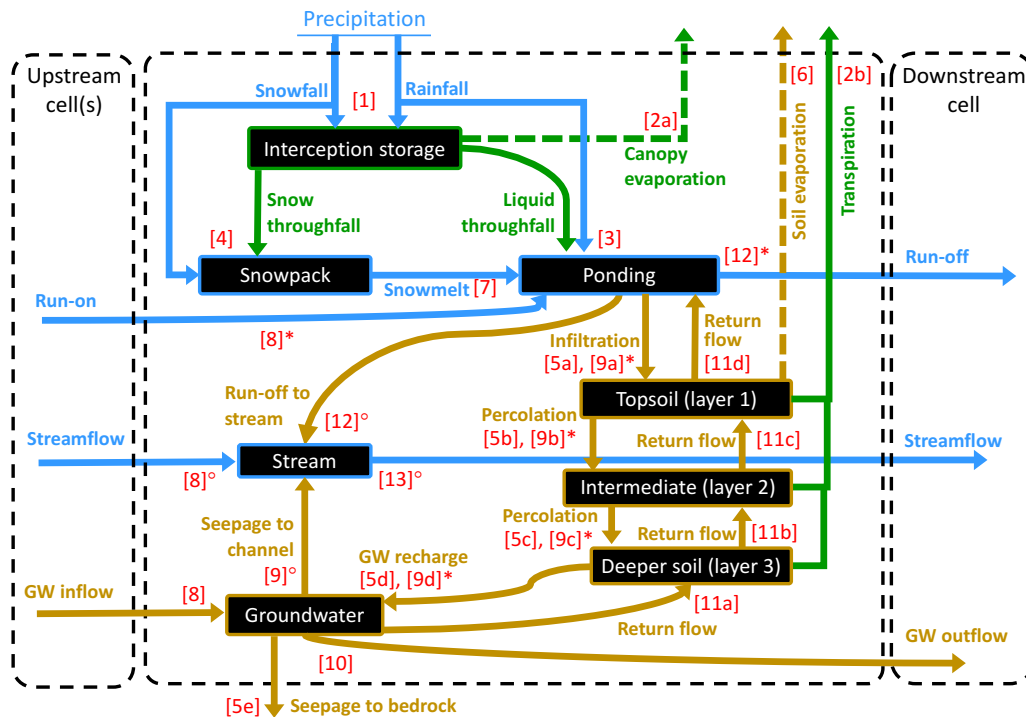 Precipitation
Upstream
cell(s)
Snowfall
[1]
Rainfall
[6]
[2b]
Downstream
cell
[2a]
Interception storage
Canopy
evaporation
Soil evaporation
Transpiration
Snow
throughfall
Liquid
throughfall
[4]
[3]
[12]*
Snowpack
Ponding
Run-off
Snowmelt
[7]
Run-on
[8]*
Infiltration
[5a], [9a]*
Return
flow
[11d]
Run-off to
stream
[12]°
Topsoil (layer 1)
Percolation
[5b], [9b]*
Return flow
[11c]
Streamflow
Streamflow
Stream
[8]°
[13]°
Intermediate (layer 2)
Percolation
[5c], [9c]*
Return flow
[11b]
Seepage to
channel
[9]°
GW recharge
[5d], [9d]*
Deeper soil (layer 3)
GW inflow
[8]
Groundwater
[11a]
Return flow
GW outflow
[10]
[5e]
Seepage to bedrock